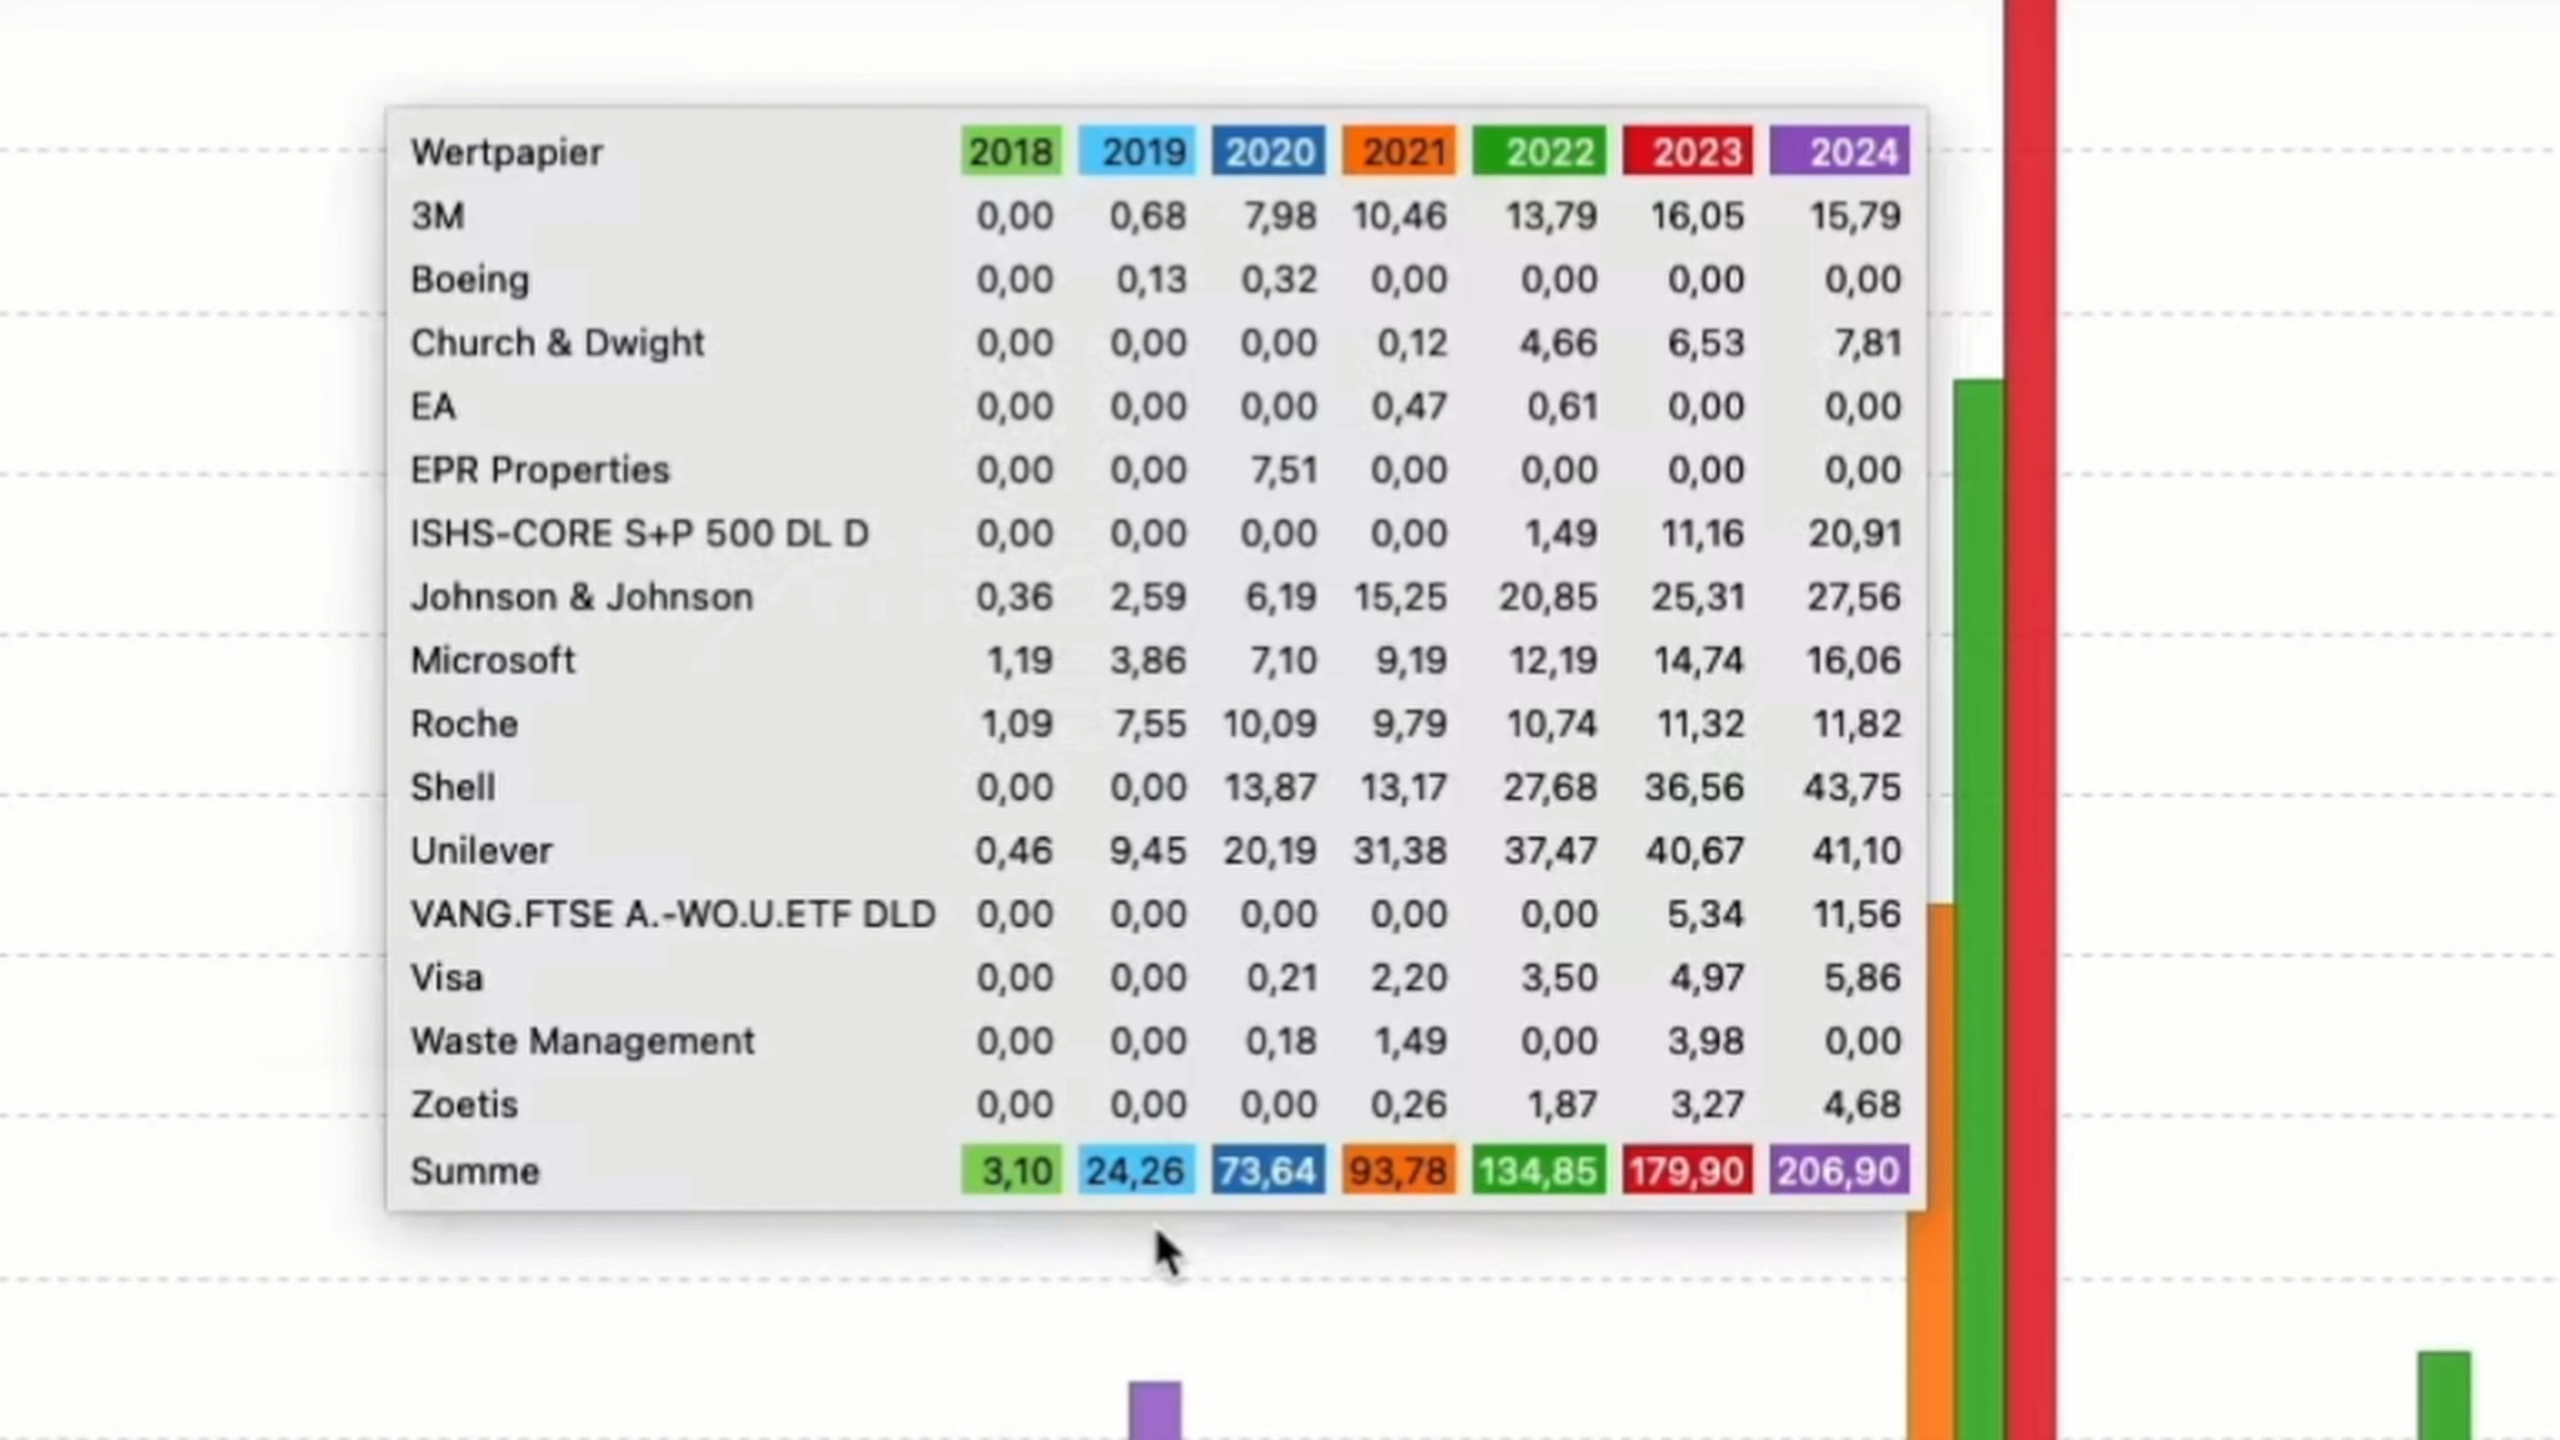 Wertpapier 2018 2019 2020 2021 2022 2023 2024
3M 0,00 0,68 7,98 10,46 13,79 16,05 15,79
Boeing 0,00 0,13 0,32 0,00 0,00 0,00 0,00
Church & Dwight 0,00 0,00 0,00 0,12 4,66 6,53 7,81
EA 0,00 0,00 0,00 0,47 0,61 0,00 0,00
EPR Properties 0,00 0,00 7,51 0,00 0,00 0,00 0,00
ISHS-CORE S+P 500 DL D 0,00 0,00 0,00 0,00 1,49 11,16 20,91
Johnson & Johnson 0,36 2,59 6,19 15,25 20,85 25,31 27,56
Microsoft 1,19 3,86 7,10 9,19 12,19 14,74 16,06
Roche 1,09 7,55 10,09 9,79 10,74 11,32 11,82
Shell 0,00 0,00 13,87 13,17 27,68 36,56 43,75
Unilever 0,46 9,45 20,19 31,38 37,47 40,67 41,10
VANG.FTSE A.-WO.U.ETF DLD 0,00 0,00 0,00 0,00 0,00 5,34 11,56
Visa 0,00 0,00 0,21 2,20 3,50 4,97 5,86
Waste Management 0,00 0,00 0,18 1,49 0,00 3,98 0,00
Zoetis 0,00 0,00 0,00 0,26 1,87 3,27 4,68
Summe 3,10 24,26 73,64 93,78 134,85 179,90 206,90